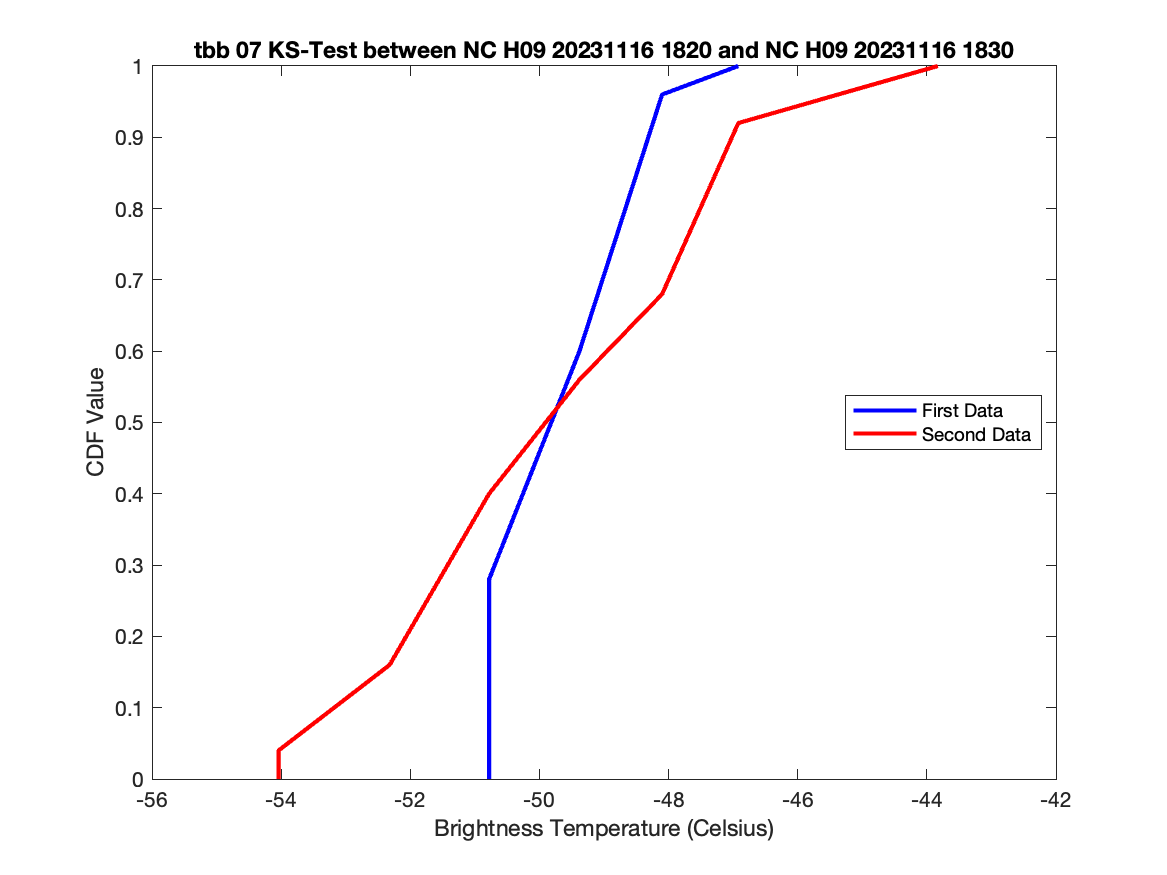 tbb 07 KS-Test between NC H09 20231116 1820 and NC H09 20231116 1830
1
0.9
0.8
0.7
0.6
0.5
0.4
0.3
0.2
0.1
0
CDF Value
First Data
Second Data
-56 -54 -52 -50 -48 -46 -44 -42
Brightness Temperature (Celsius)